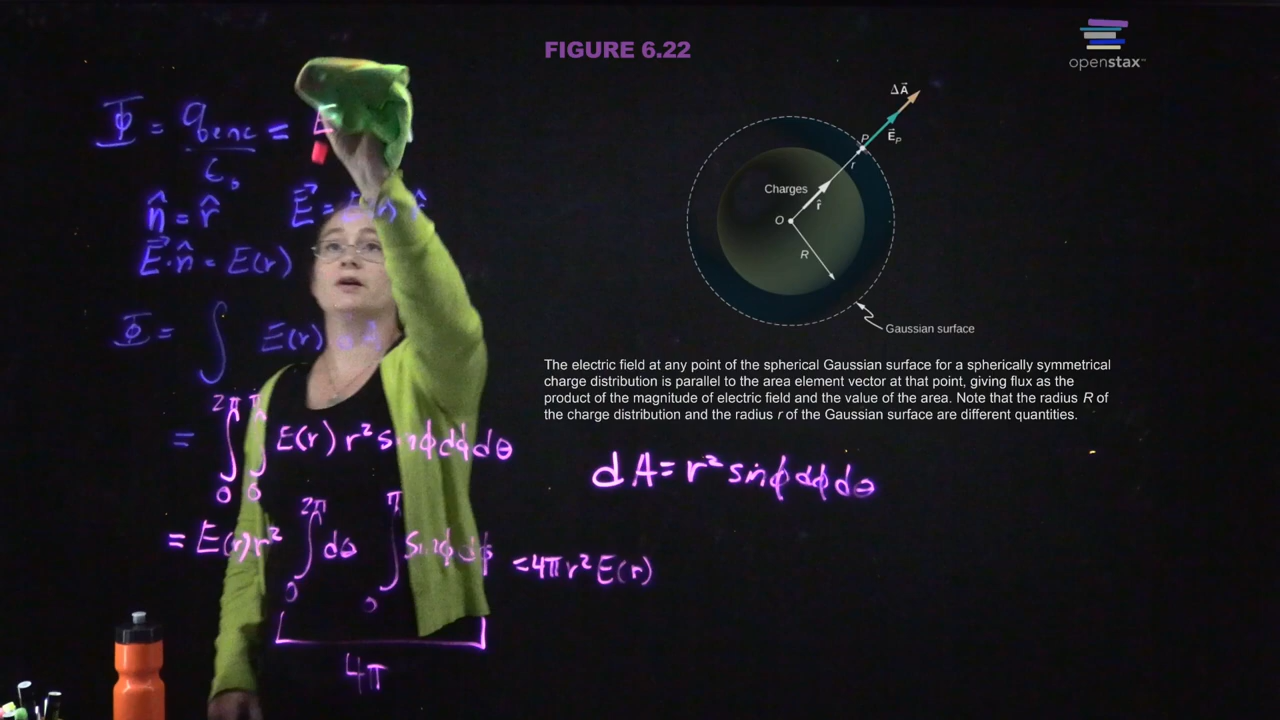 FIGURE 6.22
openstax™
Φ = q_enc/ε₀ = E
n̂ = r̂ E⃗ = E(r) r̂
E⃗·n̂ = E(r)
Φ = ∫ E(r) dA
= ∫₀^2π ∫₀^π E(r) r² sinϕ dϕ dθ
= E(r) r² ∫₀^2π dθ ∫₀^π sinϕ dϕ = 4πr² E(r)
4π
ΔA⃗
P
E⃗_P
r
Charges
r̂
O
R
Gaussian surface
The electric field at any point of the spherical Gaussian surface for a spherically symmetrical
charge distribution is parallel to the area element vector at that point, giving flux as the
product of the magnitude of electric field and the value of the area. Note that the radius R of
the charge distribution and the radius r of the Gaussian surface are different quantities.
dA = r² sinϕ dϕ dθ